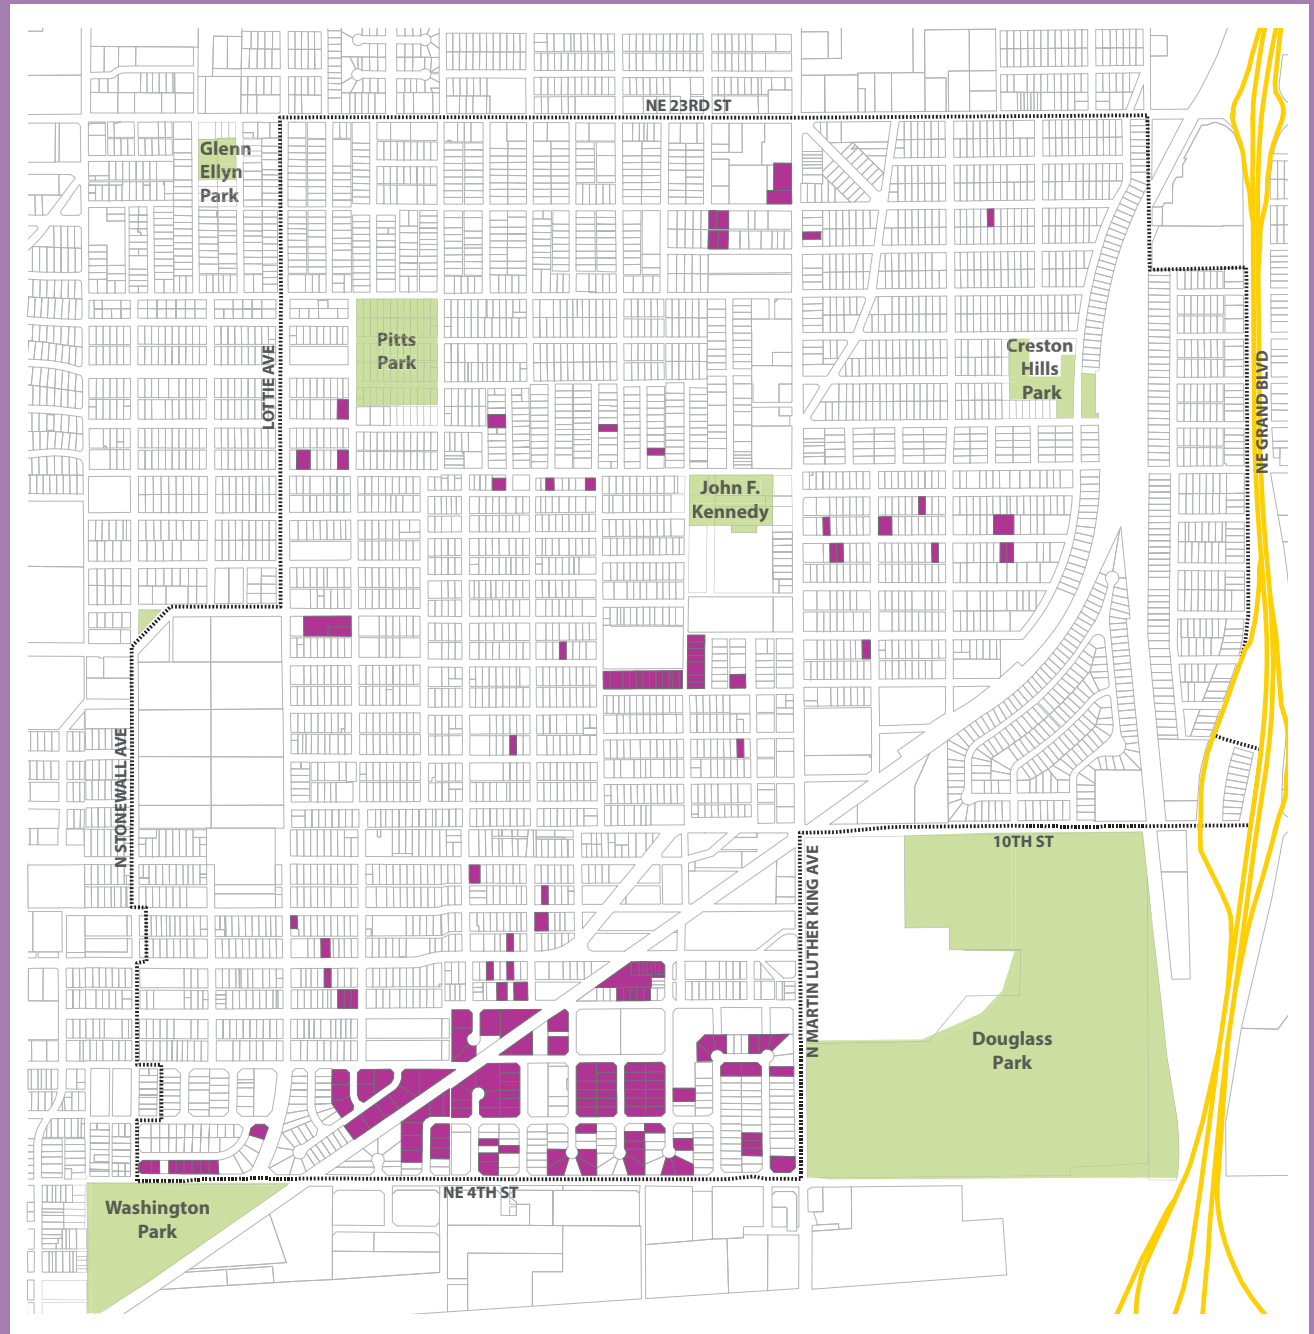 NE 23RD ST
Glenn
Ellyn
Park
Pitts
Park
LOTTIE AVE
Creston
Hills
Park
NE GRAND BLVD
John F.
Kennedy
N STONEWALL AVE
10TH ST
N MARTIN LUTHER KING AVE
Douglass
Park
NE 4TH ST
Washington
Park